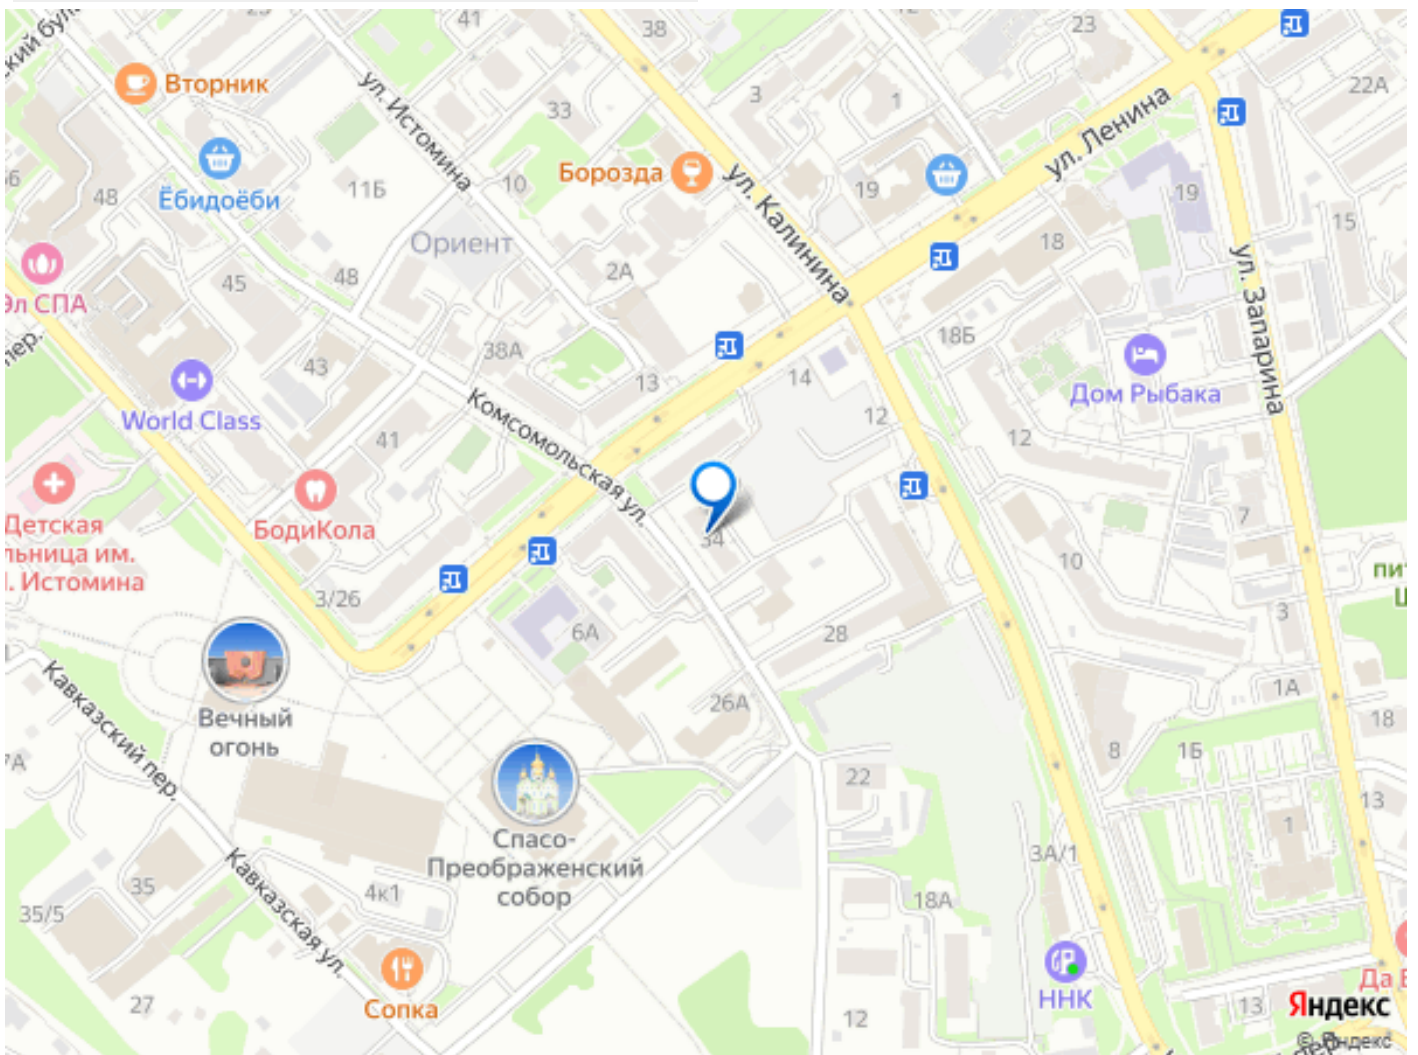 41
38
23
22А
Вторник
ул. Истомина
33
3
1
ул. Ленина
Ёбидоёби
48
11Б
10
Борозда
ул. Калинина
19
19
15
Ориент
18
45
48
2А
ул. Запарина
Эл СПА
пер.
43
38А
13
14
18Б
World Class
Дом Рыбака
41
Комсомольская ул.
12
12
Детская
льница им.
. Истомина
БодиКола
34
7
10
3/26
6А
28
3
Вечный
огонь
Кавказский пер.
26А
1А
18
8
1Б
22
13
1
Спасо-
Преображенский
собор
3А/1
35
35/5
Кавказская ул.
4к1
18А
Сопка
27
ННК
12
13
Да
Яндекс
© Яндекс